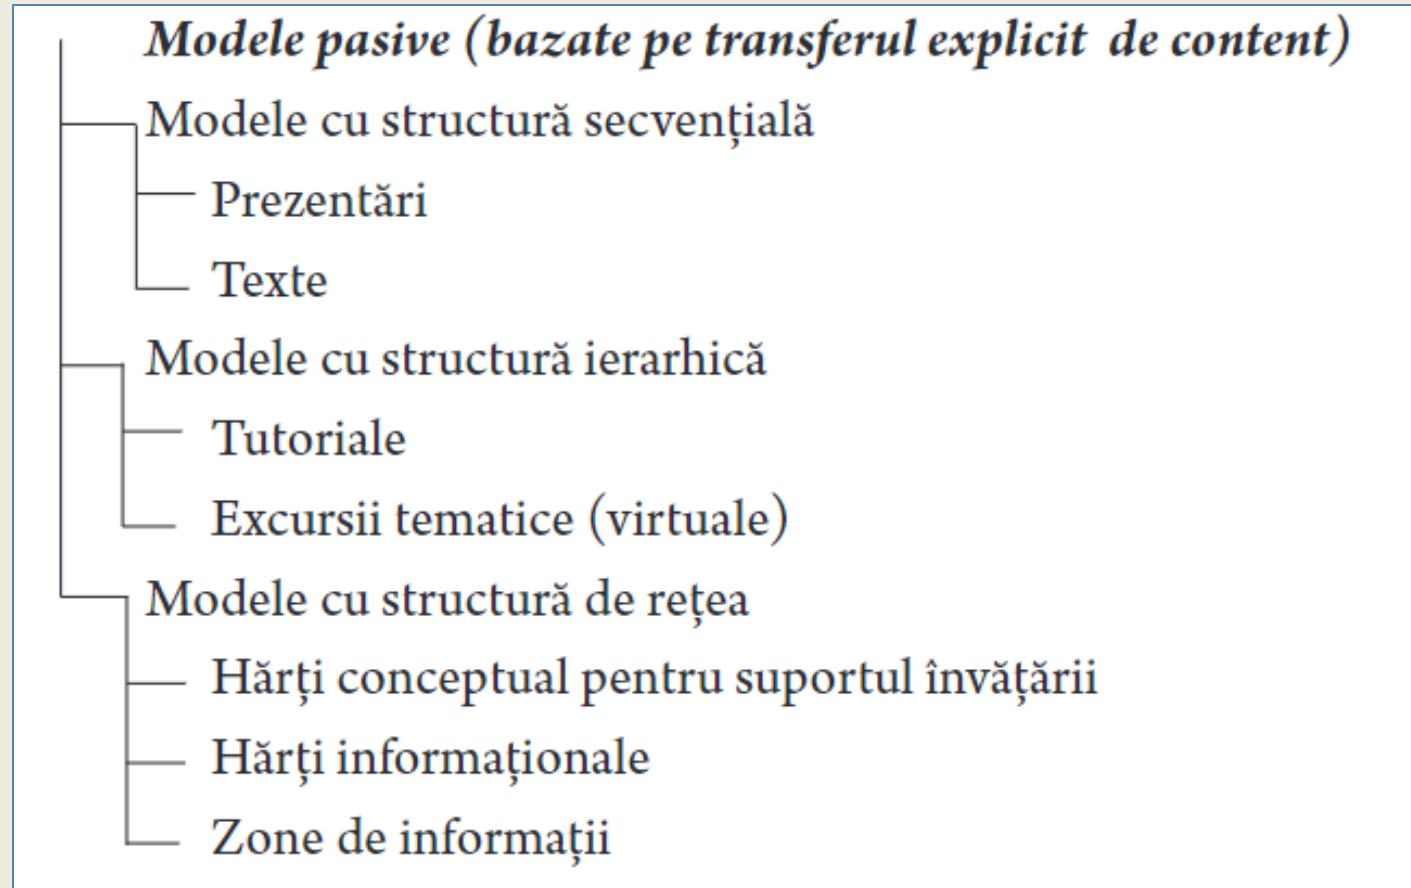 Modele pasive (bazate pe transferul explicit de content)
Modele cu structură secvențială
Prezentări
Texte
Modele cu structură ierarhică
Tutoriale
Excursii tematice (virtuale)
Modele cu structură de rețea
Hărți conceptual pentru suportul învățării
Hărți informaționale
Zone de informații